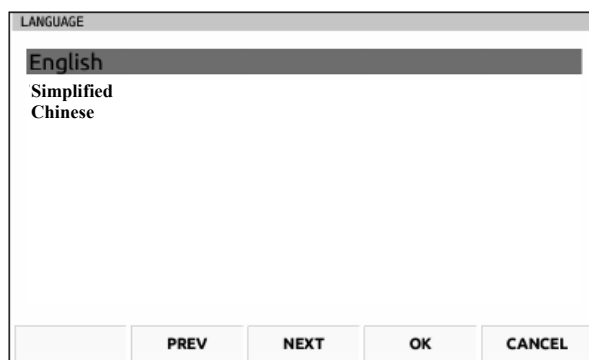 LANGUAGE
English
Simplified
Chinese
PREV NEXT OK CANCEL